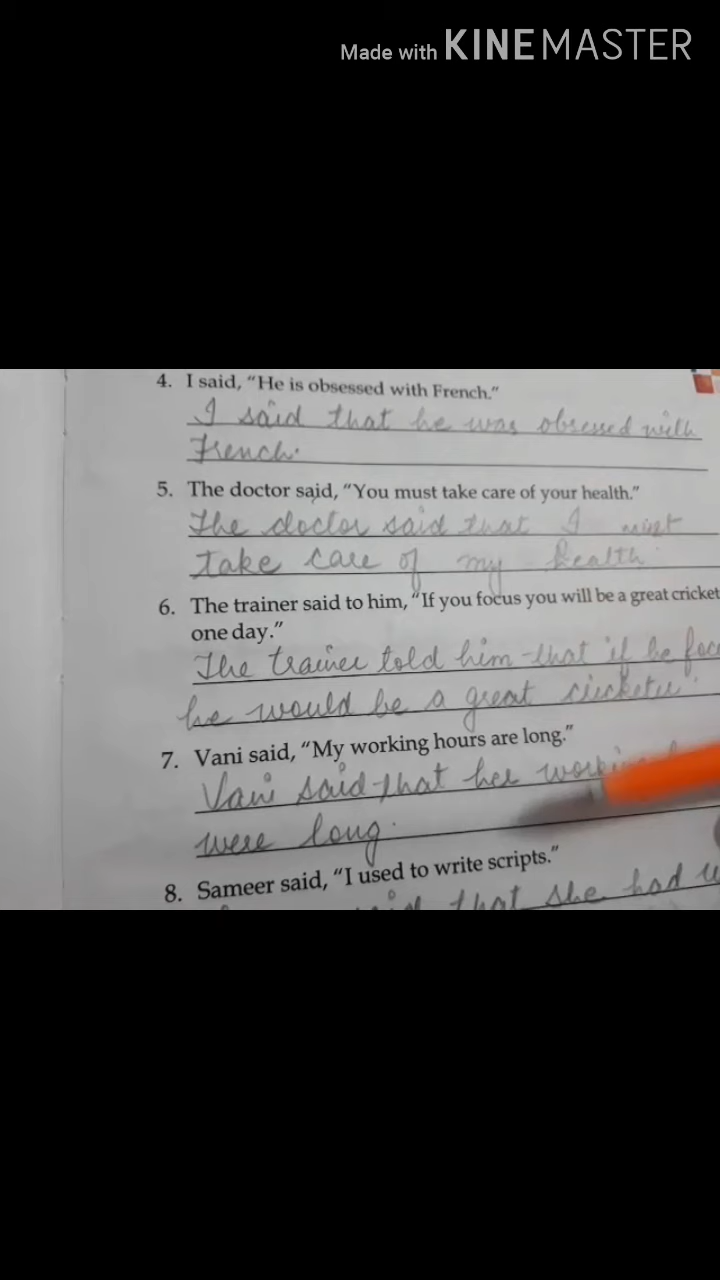 Made with KINEMASTER
4. I said, "He is obsessed with French."
I said that he was obsessed with
French.
5. The doctor said, "You must take care of your health."
The doctor said that I must
take care of my health.
6. The trainer said to him, "If you focus you will be a great cricket
one day."
The trainer told him that if he foc
he would be a great cricketer.
7. Vani said, "My working hours are long."
Vani said that her
were long.
8. Sameer said, "I used to write scripts."
that she had u